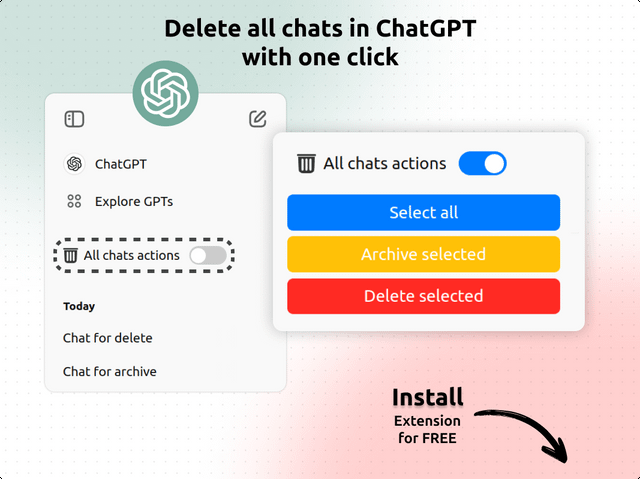 Delete all chats in ChatGPT
with one click
ChatGPT
Explore GPTs
All chats actions
Today
Chat for delete
Chat for archive
All chats actions
Select all
Archive selected
Delete selected
Install
Extension
for FREE